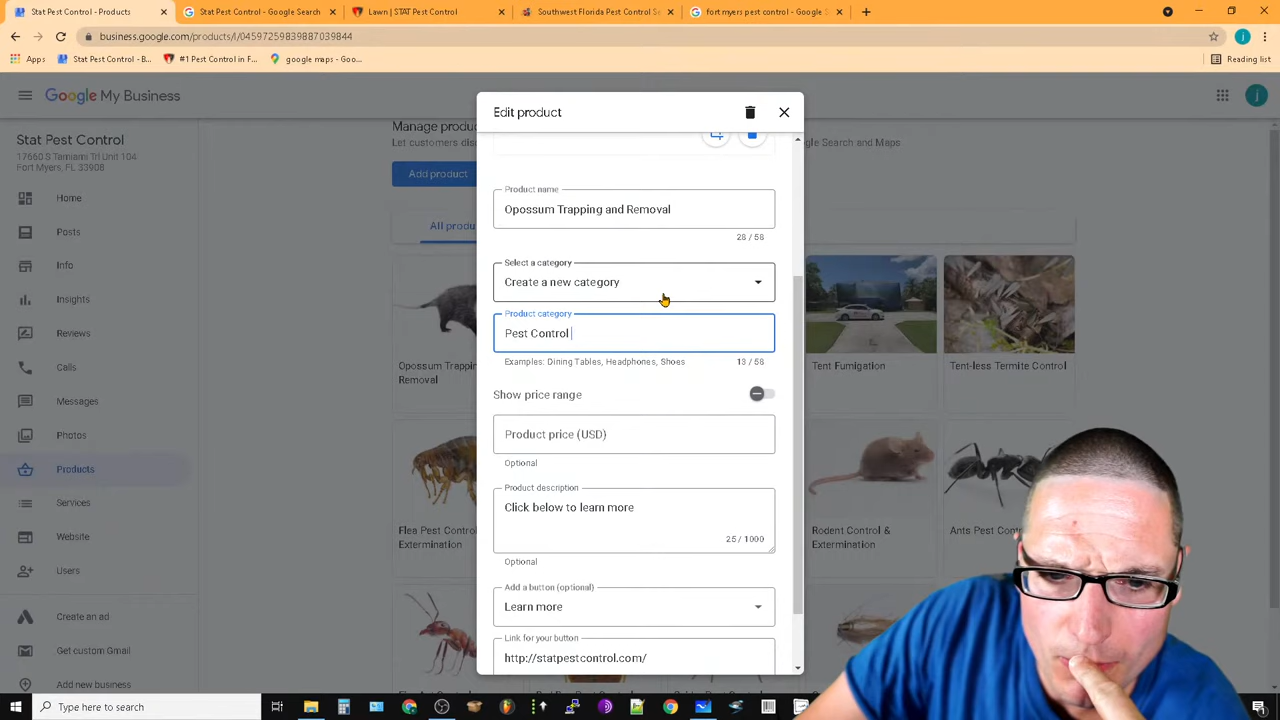 Stat Pest Control - Products
Stat Pest Control - Google Search
Lawn | STAT Pest Control
Southwest Florida Pest Control Se
fort myers pest control - Google S
business.google.com/products/l/04597259839887039844
Apps
Stat Pest Control - B...
#1 Pest Control in F...
google maps - Goo...
Reading list
Google My Business
Stat Pest Control
17660 S Tamiami Trl Unit 104
Fort Myers, FL 33908
Home
Posts
Info
Insights
Reviews
Calls
Messages
Photos
Products
Services
Website
Users
Create an ad
Get custom Gmail
Add new business
Manage produ
Let customers dis
gle Search and Maps
Add product
All produ
Opossum Trapp
Removal
Tent Fumigation
Tent-less Termite Control
Flea Pest Control
Extermination
Rodent Control &
Extermination
Ants Pest Cont
Edit product
Product name
Opossum Trapping and Removal
28 / 58
Select a category
Create a new category
Product category
Pest Control
Examples: Dining Tables, Headphones, Shoes
13 / 58
Show price range
Product price (USD)
Optional
Product description
Click below to learn more
25 / 1000
Optional
Add a button (optional)
Learn more
Link for your button
http://statpestcontrol.com/
Type here to search